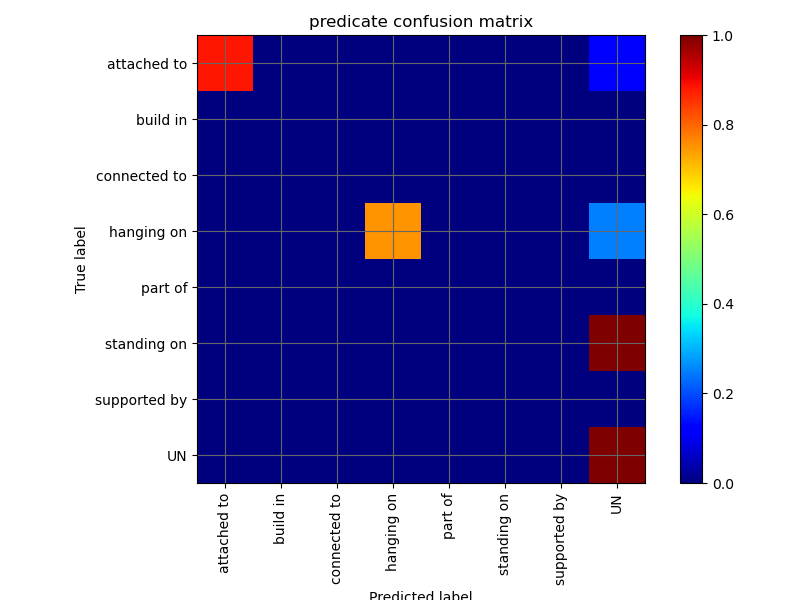 predicate confusion matrix
True label
attached to
build in
connected to
hanging on
part of
standing on
supported by
UN
attached to
build in
connected to
hanging on
part of
standing on
supported by
UN
Predicted label
1.0
0.8
0.6
0.4
0.2
0.0